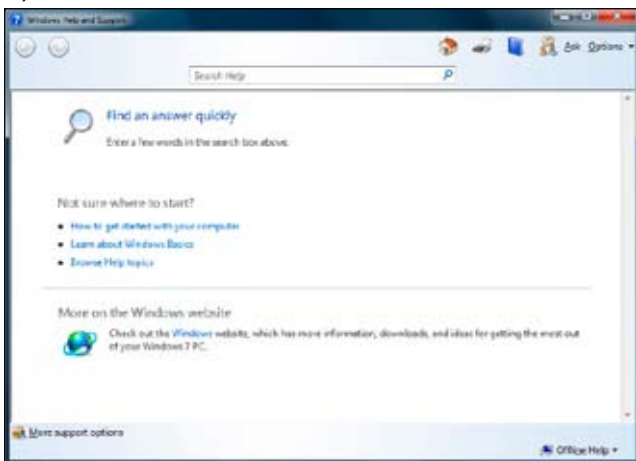 Windows Help and Support
Ask Options
Search Help
Find an answer quickly
Enter a few words in the search box above.
Not sure where to start?
How to get started with your computer
Learn about Windows Basics
Browse Help topics
More on the Windows website
Check out the Windows website, which has more information, downloads, and ideas for getting the most out
of your Windows 7 PC.
More support options
Office Help